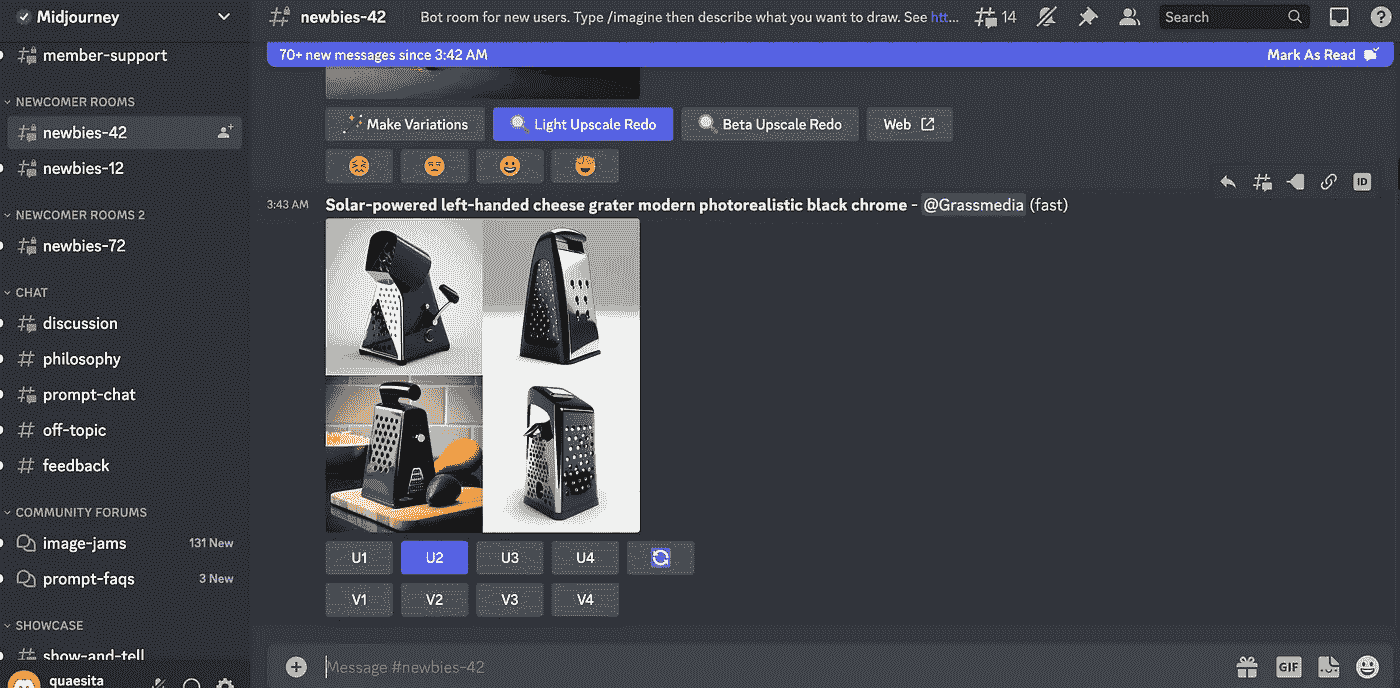 Midjourney
newbies-42
Bot room for new users. Type /imagine then describe what you want to draw. See htt...
14
Search
member-support
70+ new messages since 3:42 AM
Mark As Read
NEWCOMER ROOMS
newbies-42
newbies-12
NEWCOMER ROOMS 2
newbies-72
CHAT
discussion
philosophy
prompt-chat
off-topic
feedback
COMMUNITY FORUMS
image-jams
131 New
prompt-faqs
3 New
SHOWCASE
show-and-tell
quaesita
Make Variations
Light Upscale Redo
Beta Upscale Redo
Web
ID
3:43 AM
Solar-powered left-handed cheese grater modern photorealistic black chrome - @Grassmedia (fast)
U1
U2
U3
U4
V1
V2
V3
V4
Message #newbies-42
GIF